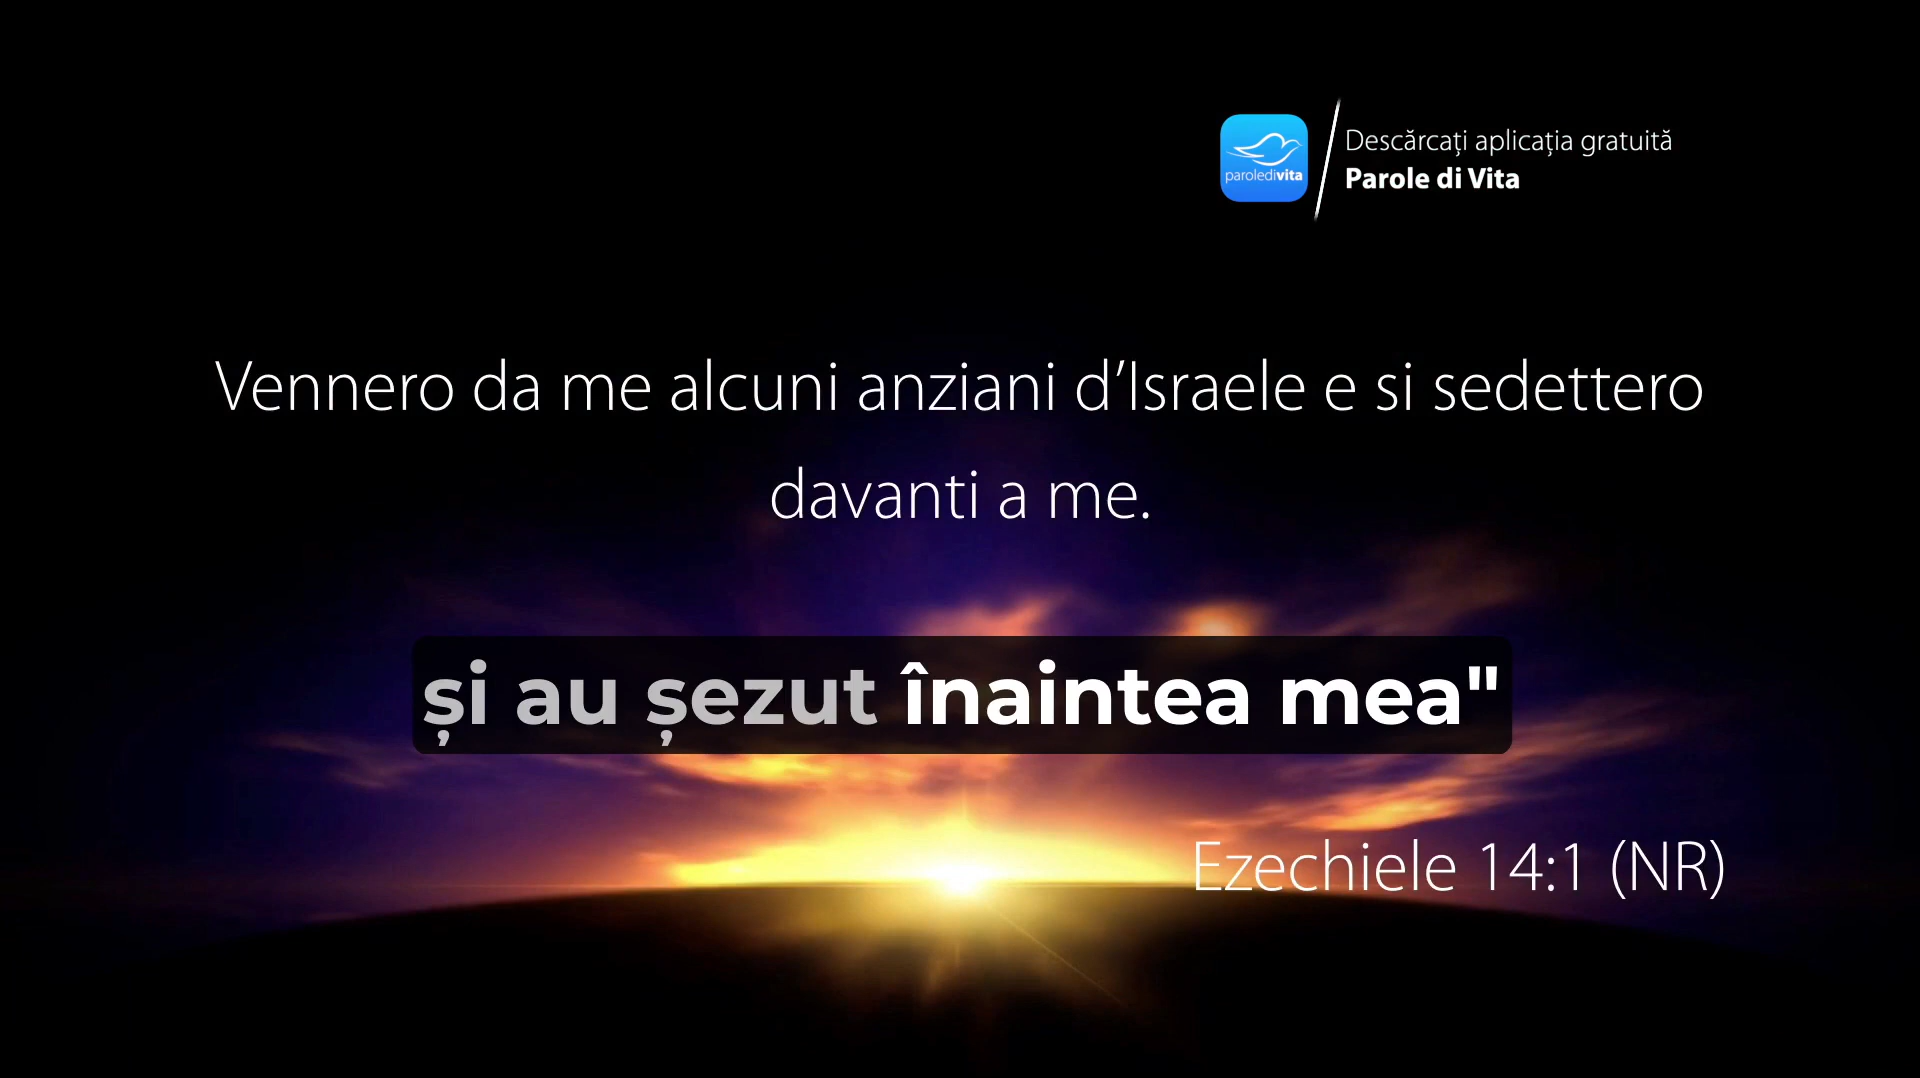 Descărcați aplicația gratuită
paroledivita
Parole di Vita
Vennero da me alcuni anziani d’Israele e si sedettero
davanti a me.
și au șezut înaintea mea"
Ezechiele 14:1 (NR)